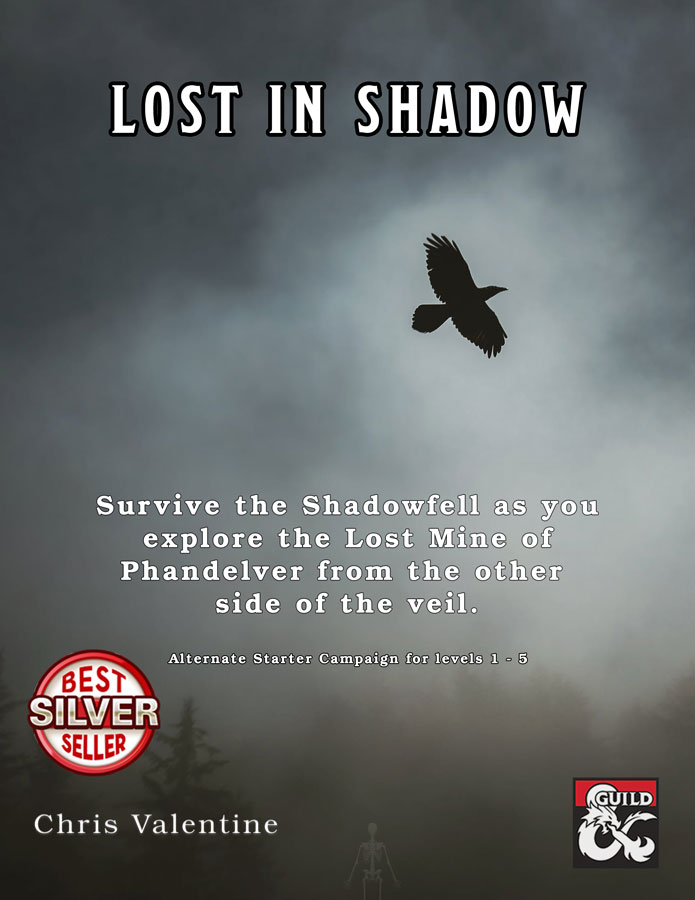 LOST IN SHADOW
Survive the Shadowfell as you
explore the Lost Mine of
Phandelver from the other
side of the veil.
Alternate Starter Campaign for levels 1 - 5
BEST
SILVER
SELLER
Chris Valentine
GUILD